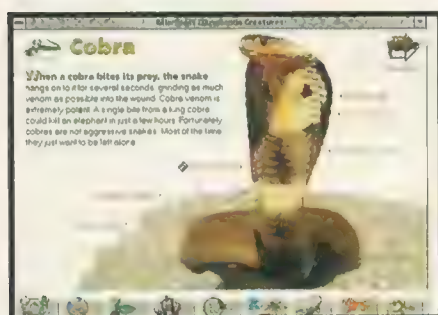 Microsoft Dangerous Creatures
Cobra
When a cobra bites its prey, the snake
hangs on to it for several seconds, grinding as much
venom as possible into the wound. Cobra venom is
extremely potent. A single bite from a king cobra
could kill an elephant in just a few hours. Fortunately
cobras are not aggressive snakes. Most of the time
they just want to be left alone